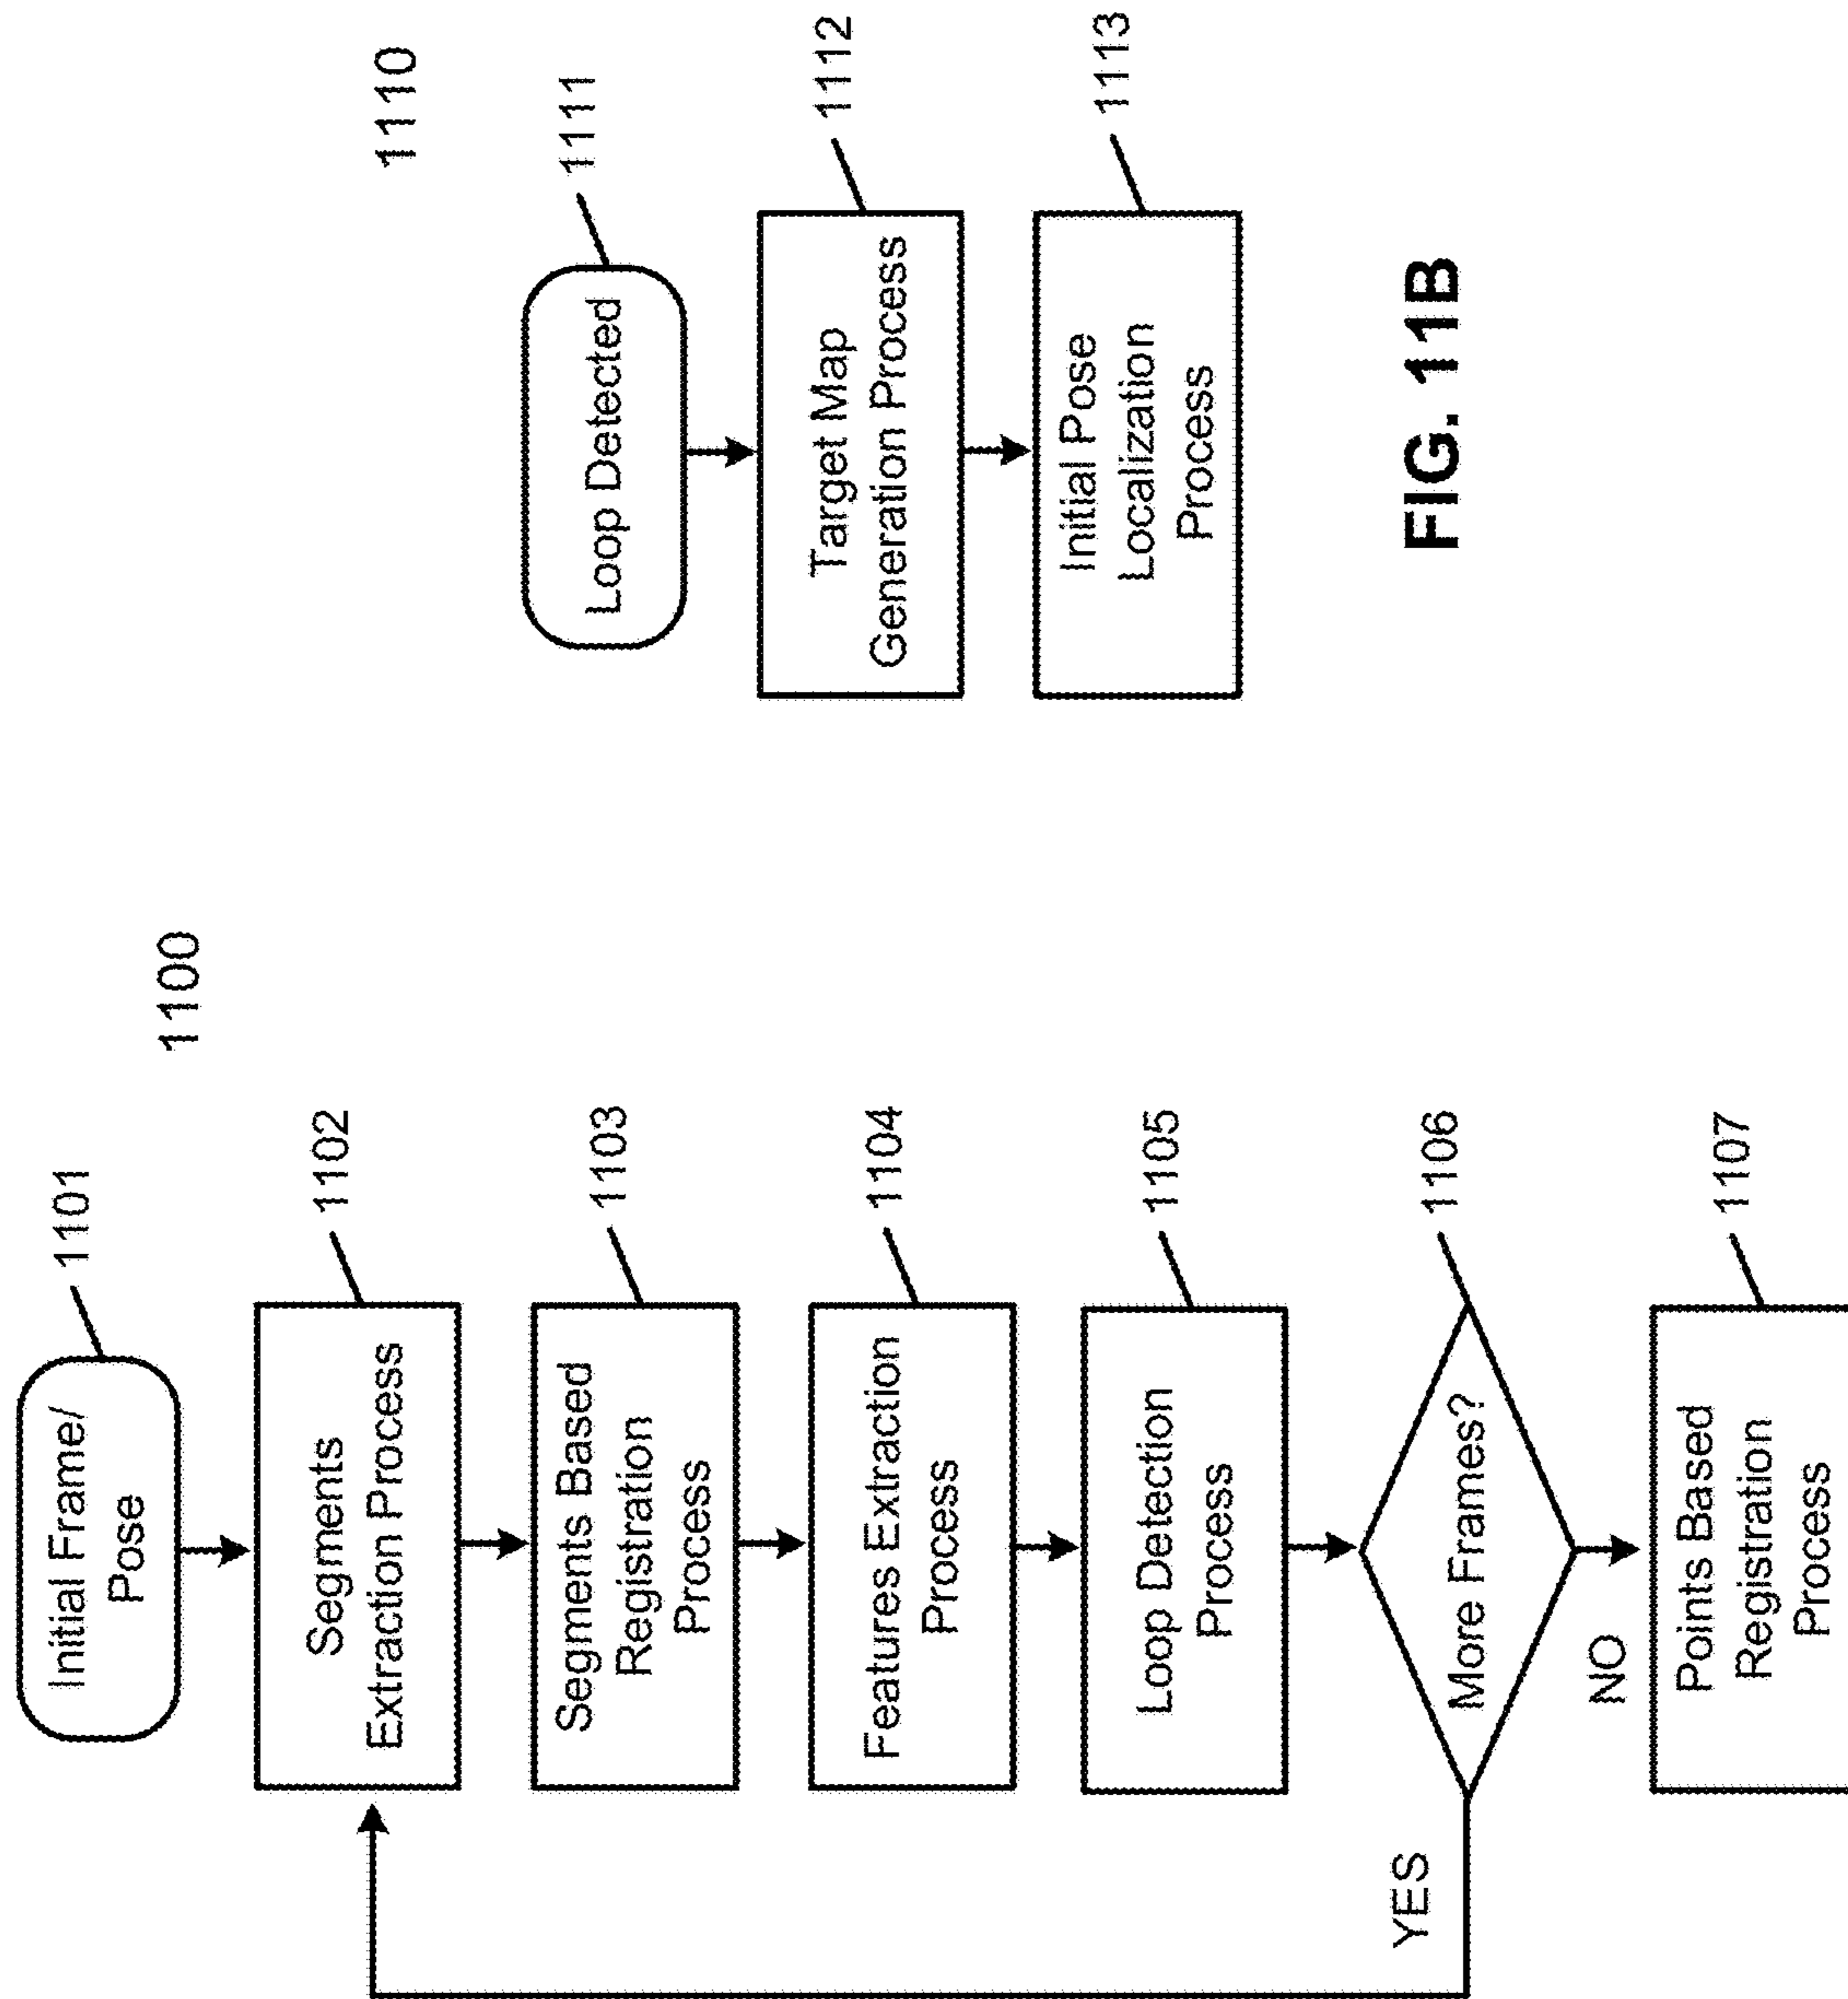 1100
1101
Initial Frame/
Pose
1102
Segments
Extraction Process
1103
Segments Based
Registration
Process
1104
Features Extraction
Process
1105
Loop Detection
Process
1106
More Frames?
YES
NO
1107
Points Based
Registration
Process
1110
1111
Loop Detected
1112
Target Map
Generation Process
1113
Initial Pose
Localization
Process
FIG. 11B